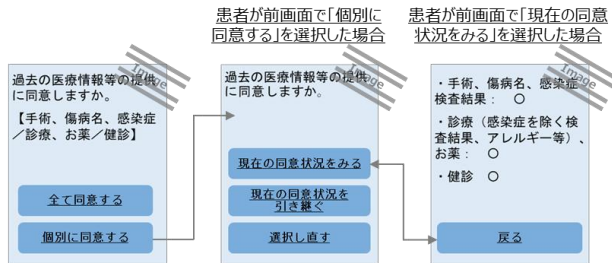 患者が前画面で「個別に
同意する」を選択した場合
患者が前画面で「現在の同意
状況をみる」を選択した場合
Image
過去の医療情報等の提供
に同意しますか。
【手術、傷病名、感染症
／診療、お薬／健診】
全て同意する
個別に同意する
Image
過去の医療情報等の提供
に同意しますか。
現在の同意状況をみる
現在の同意状況を
引き継ぐ
選択し直す
Image
・手術、傷病名、感染症
検査結果： ○
・診療（感染症を除く検
査結果、アレルギー等）、
お薬： ○
・健診 ○
戻る